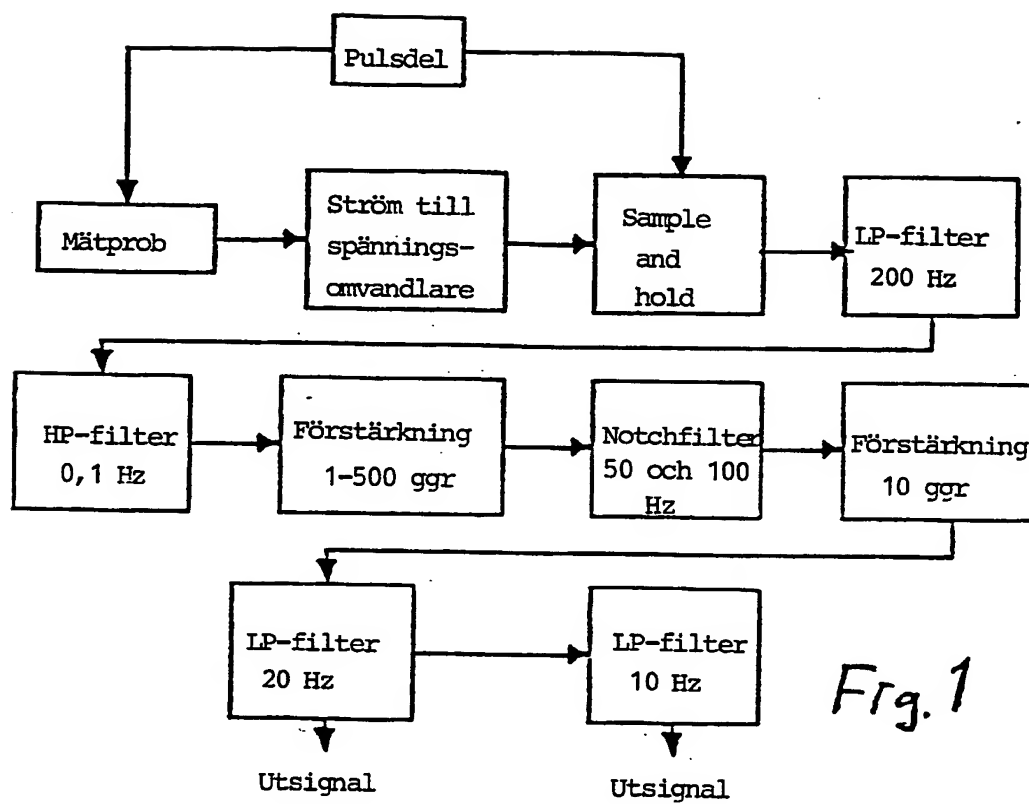 Pulsdel
Mätprob
Ström till
spännings-
omvandlare
Sample
and
hold
LP-filter
200 Hz
HP-filter
0,1 Hz
Förstärkning
1-500 ggr
Notchfilter
50 och 100
Hz
Förstärkning
10 ggr
LP-filter
20 Hz
LP-filter
10 Hz
Fig. 1
Utsignal
Utsignal